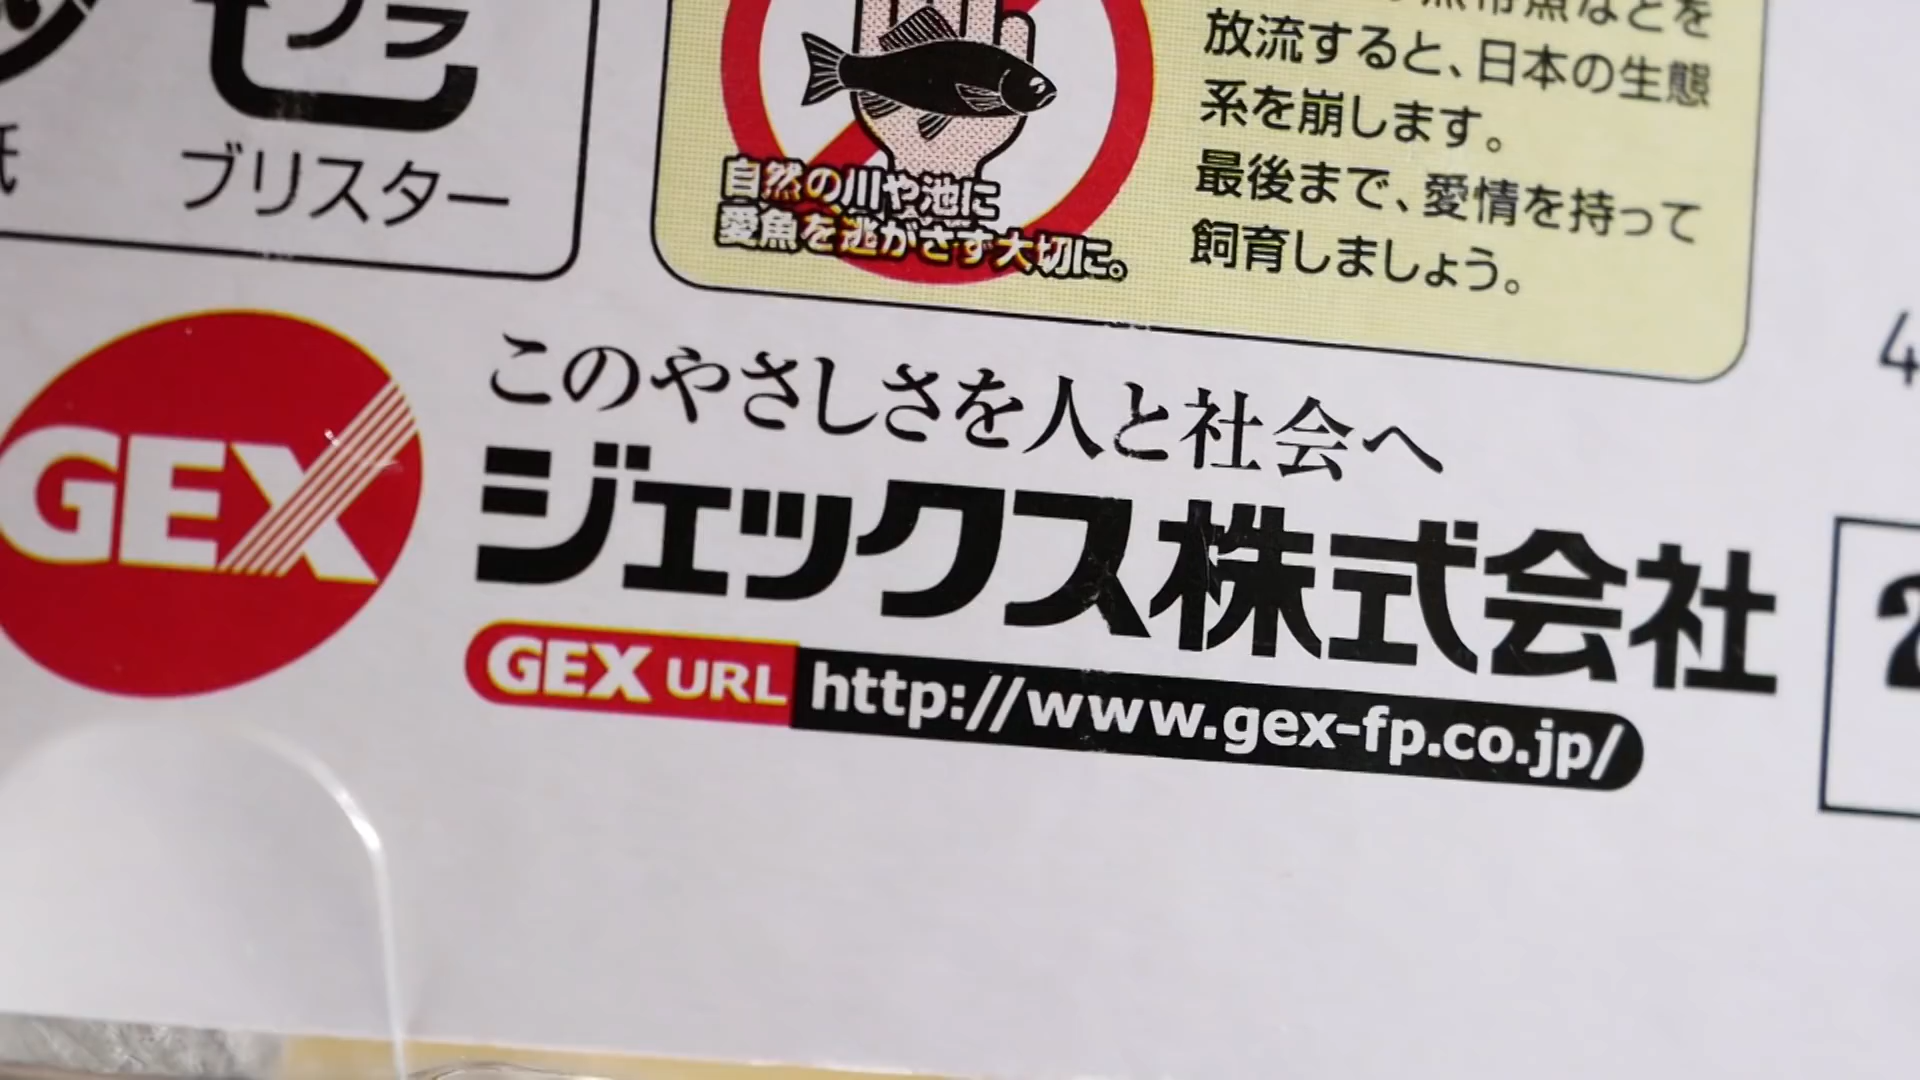 ブリスター
放流すると、日本の生態
系を崩します。
最後まで、愛情を持って
飼育しましょう。
自然の川や池に
愛魚を逃がさず大切に。
GEX
このやさしさを人と社会へ
ジェックス株式会社
GEX URL http://www.gex-fp.co.jp/